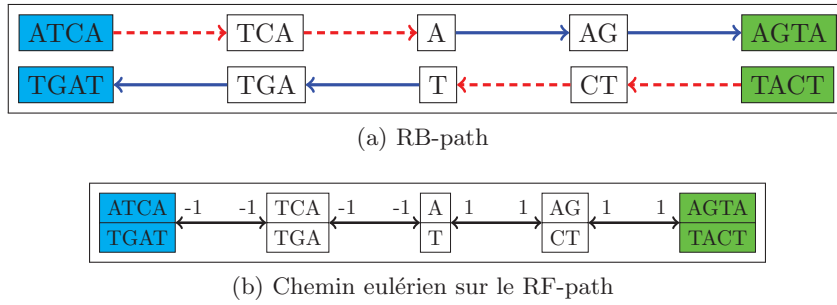 ATCA TCA A AG AGTA
TGAT TGA T CT TACT
(a) RB-path
ATCA -1 -1 TCA -1 -1 A 1 1 AG 1 1 AGTA
TGAT TGA T CT TACT
(b) Chemin eulérien sur le RF-path